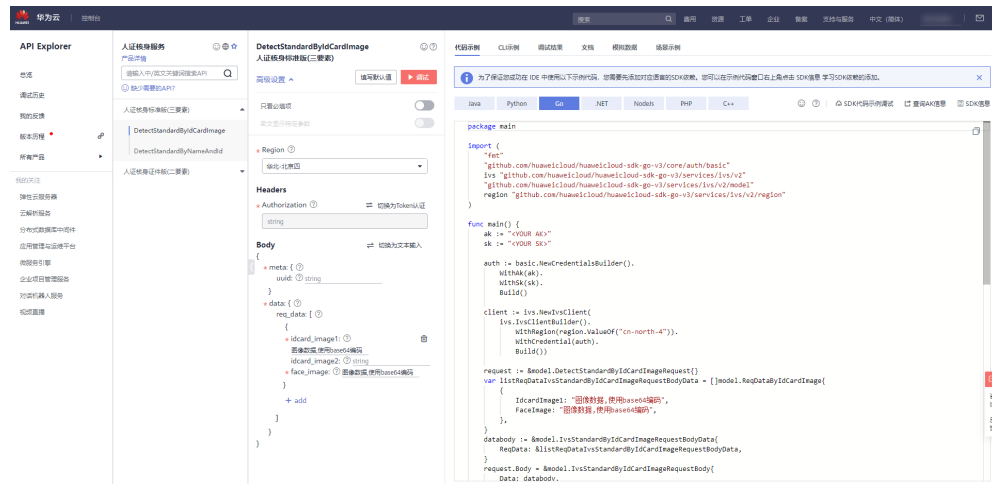 HUAWEI
华为云 | 控制台
搜索
费用 资源 工单 企业 备案 支持与服务 中文 (简体)
API Explorer
总览
调试历史
我的反馈
版本历程
所有产品
我的关注
弹性云服务器
云解析服务
分布式数据库中间件
应用管理与运维平台
微服务引擎
企业项目管理服务
对话机器人服务
视频直播
人证核身服务
产品详情
请输入中/英文关键词搜索API
缺少需要的API?
人证核身标准版(三要素)
DetectStandardByIdCardImage
DetectStandardByNameAndId
人证核身证件版(二要素)
DetectStandardByIdCardImage
人证核身标准版(三要素)
高级设置
填写默认值
调试
只看必填项
英文显示特征参数
* Region
华北-北京四
Headers
* Authorization
切换为Token认证
string
Body
切换为文本输入
{
* meta: {
uuid: string
}
* data: {
req_data: [
{
* idcard_image1:
图像数据,使用base64编码
idcard_image2: string
* face_image: 图像数据,使用base64编码
}
+ add
]
}
}
代码示例 CLI示例 调试结果 文档 模拟数据 场景示例
为了保证您成功在 IDE 中使用以下示例代码，您需要先添加对应语言的SDK依赖。您可以在示例代码窗口右上角点击 SDK信息 学习SDK依赖的添加。
Java Python Go .NET NodeJs PHP C++
SDK代码示例调试 查阅AK信息 SDK信息
package main
import (
"fmt"
"github.com/huaweicloud/huaweicloud-sdk-go-v3/core/auth/basic"
ivs "github.com/huaweicloud/huaweicloud-sdk-go-v3/services/ivs/v2"
"github.com/huaweicloud/huaweicloud-sdk-go-v3/services/ivs/v2/model"
region "github.com/huaweicloud/huaweicloud-sdk-go-v3/services/ivs/v2/region"
)
func main() {
ak := "<YOUR AK>"
sk := "<YOUR SK>"
auth := basic.NewCredentialsBuilder().
WithAk(ak).
WithSk(sk).
Build()
client := ivs.NewIvsClient(
ivs.IvsClientBuilder().
WithRegion(region.ValueOf("cn-north-4")).
WithCredential(auth).
Build())
request := &model.DetectStandardByIdCardImageRequest{}
var listReqDataIvsStandardByIdCardImageRequestBodyData = []model.ReqDataByIdCardImage{
{
IdcardImage1: "图像数据,使用base64编码",
FaceImage: "图像数据,使用base64编码",
},
}
databody := &model.IvsStandardByIdCardImageRequestBodyData{
ReqData: &listReqDataIvsStandardByIdCardImageRequestBodyData,
}
request.Body = &model.IvsStandardByIdCardImageRequestBody{
Data: databody,